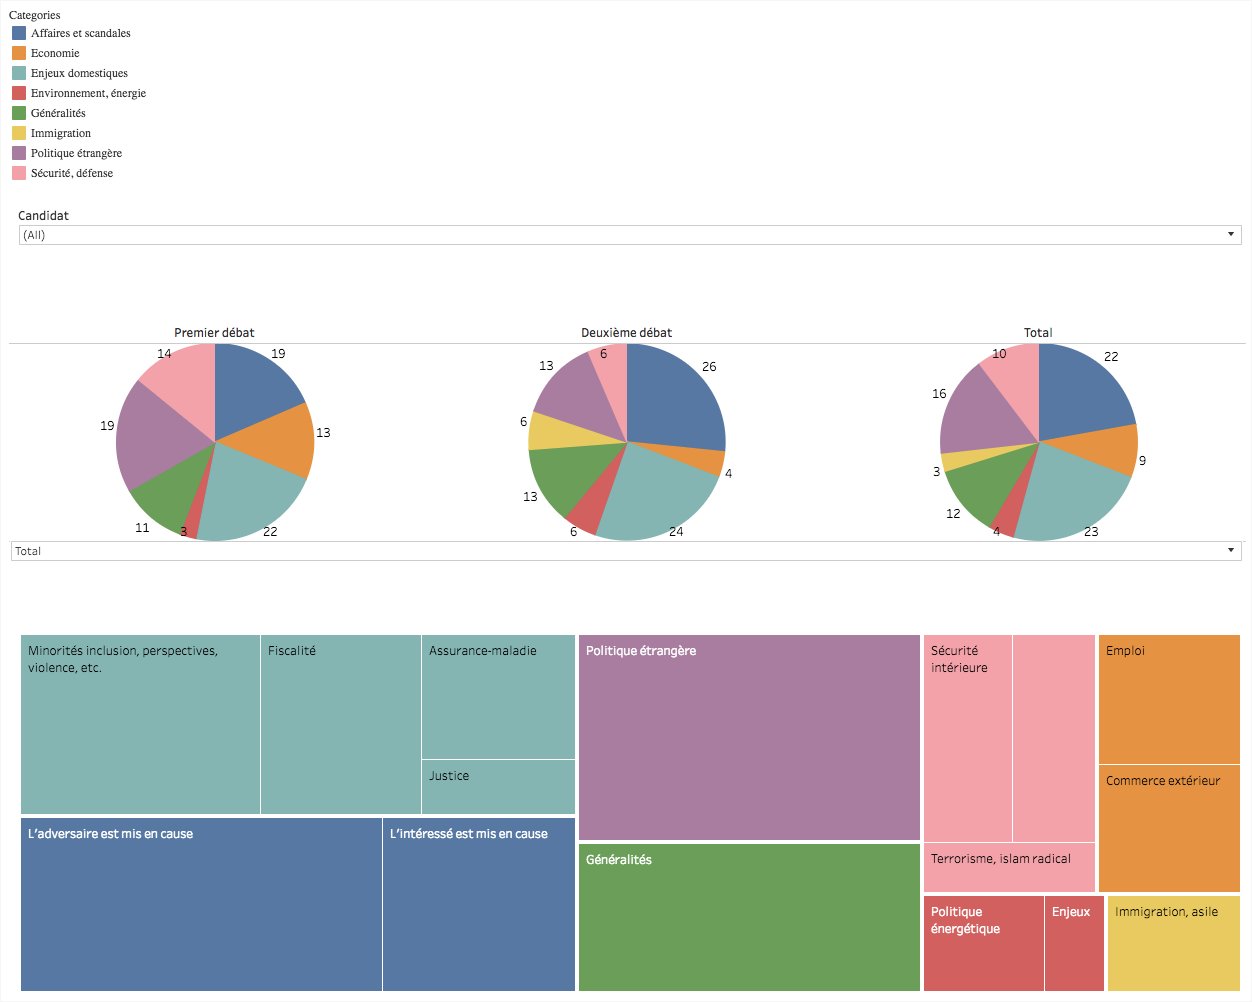 Categories
Affaires et scandales
Economie
Enjeux domestiques
Environnement, énergie
Généralités
Immigration
Politique étrangère
Sécurité, défense
Candidat
(All)
Premier débat
Deuxième débat
Total
14
19
19
13
11
3
22
6
13
26
6
4
13
6
24
10
22
16
3
9
12
4
23
Total
Minorités inclusion, perspectives,
violence, etc.
Fiscalité
Assurance-maladie
Justice
L’adversaire est mis en cause
L’intéressé est mis en cause
Politique étrangère
Généralités
Sécurité
intérieure
Terrorisme, islam radical
Emploi
Commerce extérieur
Politique
énergétique
Enjeux
Immigration, asile